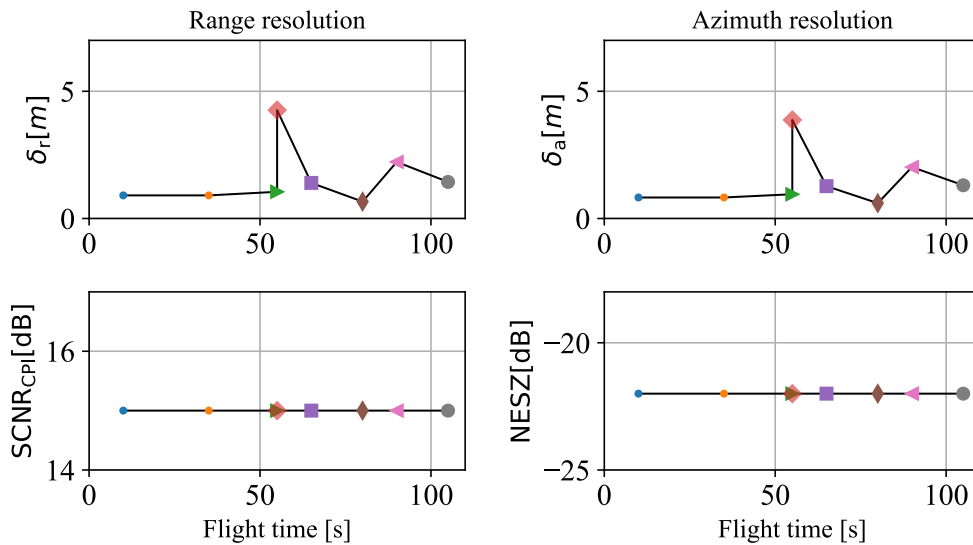 Range resolution
δr[m]
5
0
0
50
100
Azimuth resolution
δa[m]
5
0
0
50
100
SCNRCPI[dB]
16
14
0
50
100
Flight time [s]
NESZ[dB]
−20
−25
0
50
100
Flight time [s]